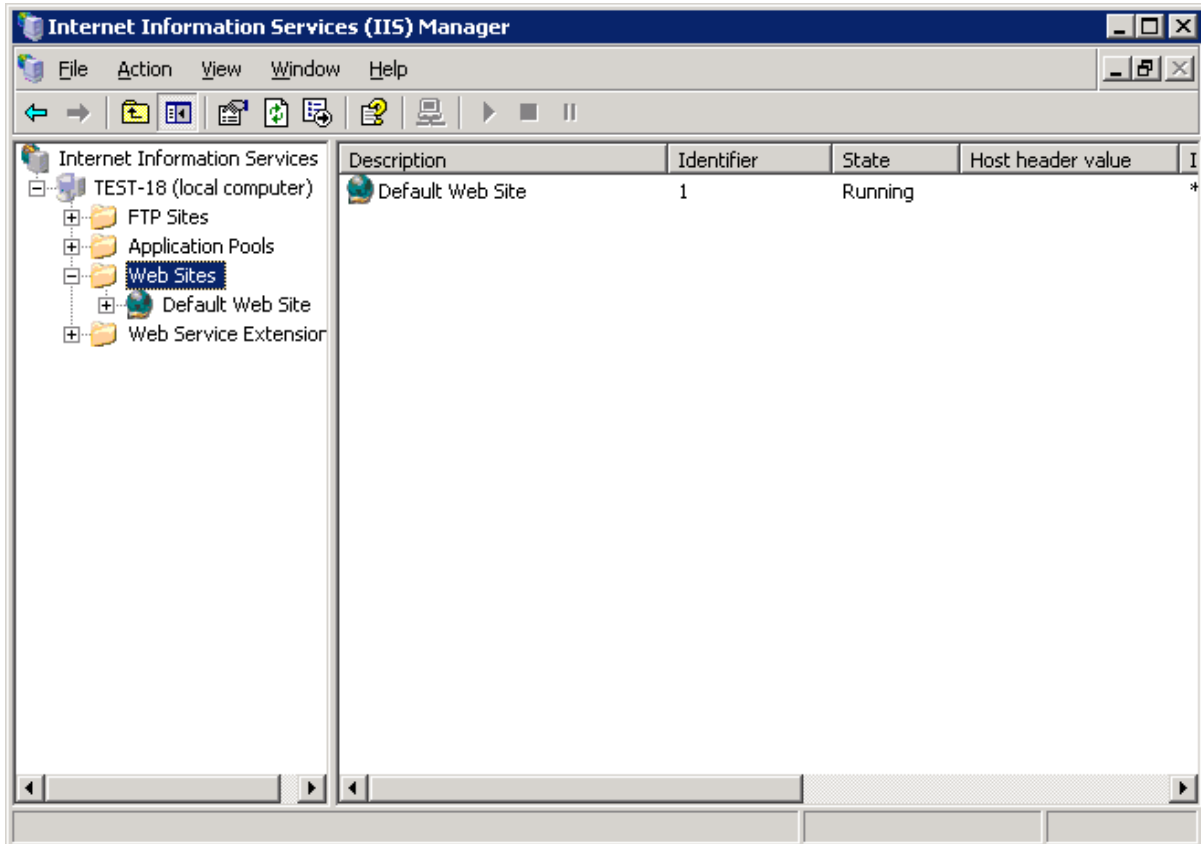 Internet Information Services (IIS) Manager
File Action View Window Help
Internet Information Services
TEST-18 (local computer)
FTP Sites
Application Pools
Web Sites
Default Web Site
Web Service Extension
Description Identifier State Host header value I
Default Web Site 1 Running *